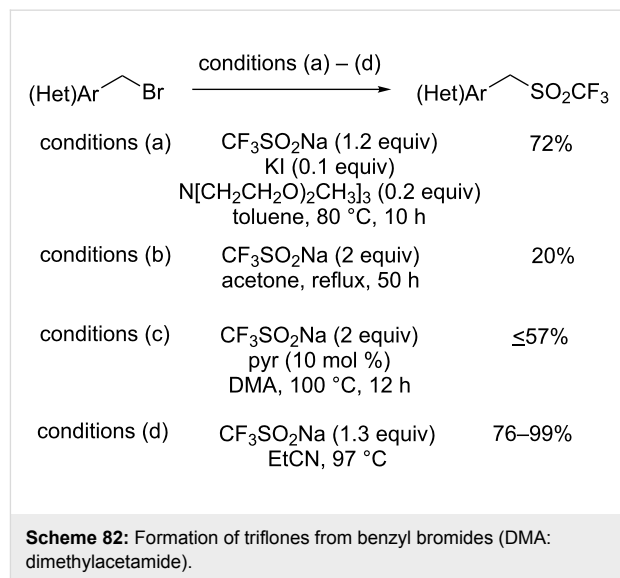 conditions (a) – (d)
(Het)Ar Br (Het)Ar SO₂CF₃
conditions (a) CF₃SO₂Na (1.2 equiv) 72%
KI (0.1 equiv)
N[CH₂CH₂O)₂CH₃]₃ (0.2 equiv)
toluene, 80 °C, 10 h
conditions (b) CF₃SO₂Na (2 equiv) 20%
acetone, reflux, 50 h
conditions (c) CF₃SO₂Na (2 equiv) ≤57%
pyr (10 mol %)
DMA, 100 °C, 12 h
conditions (d) CF₃SO₂Na (1.3 equiv) 76–99%
EtCN, 97 °C
Scheme 82: Formation of triflones from benzyl bromides (DMA:
dimethylacetamide).